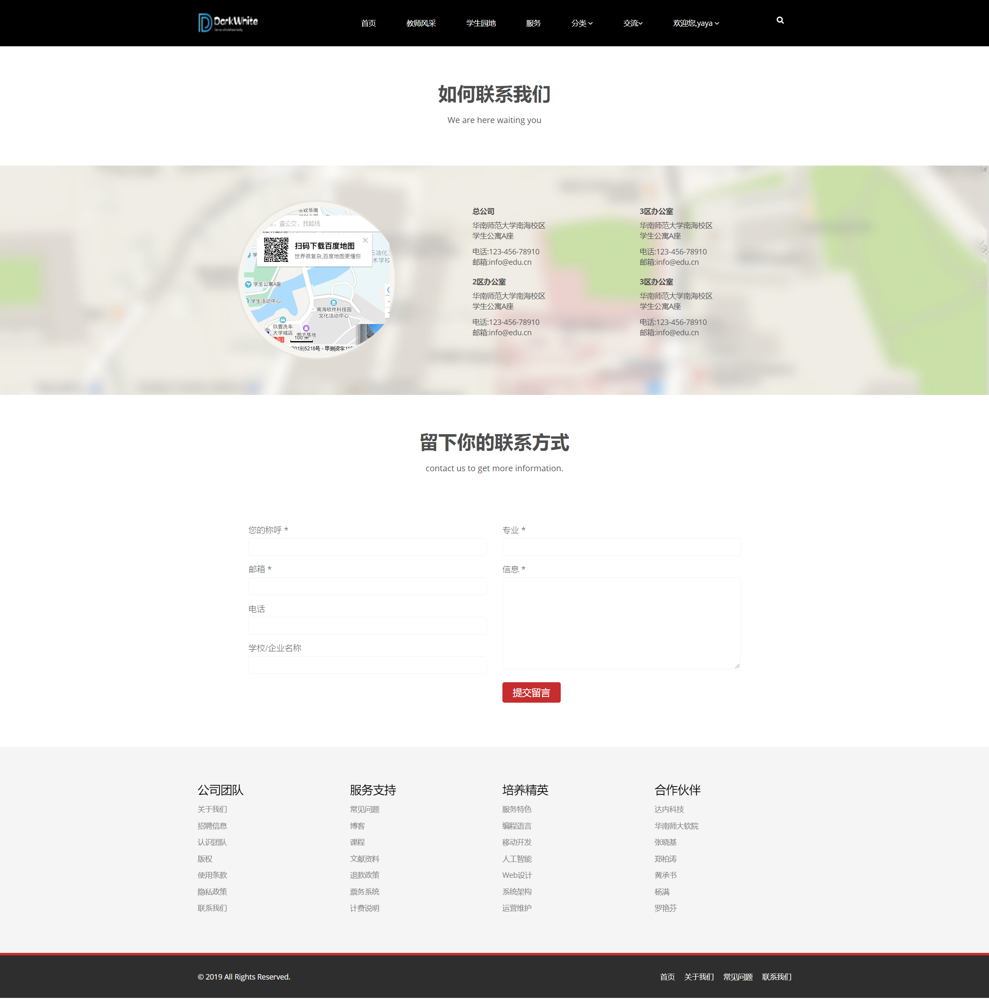 DarkWhite
Serve wholeheartedly
首页
教师风采
学生园地
服务
分类
交流
欢迎您,yaya
如何联系我们
We are here waiting you
东软华南
点、查公交、找路线
扫码下载百度地图
世界很复杂,百度地图更懂你
石油化工
术学校
学生公寓A座
学生活动中心
南海软件科技园
文化活动中心
玖壹洗车
大学城店
潮流基地
100 米
2019)5218号 - 甲测资字110
总公司
华南师范大学南海校区
学生公寓A座
电话:123-456-78910
邮箱:info@edu.cn
3区办公室
华南师范大学南海校区
学生公寓A座
电话:123-456-78910
邮箱:info@edu.cn
2区办公室
华南师范大学南海校区
学生公寓A座
电话:123-456-78910
邮箱:info@edu.cn
3区办公室
华南师范大学南海校区
学生公寓A座
电话:123-456-78910
邮箱:info@edu.cn
留下你的联系方式
contact us to get more information.
您的称呼 *
邮箱 *
电话
学校/企业名称
专业 *
信息 *
提交留言
公司团队
关于我们
招聘信息
认识团队
版权
使用条款
隐私政策
联系我们
服务支持
常见问题
博客
课程
文献资料
退款政策
票务系统
计费说明
培养精英
服务特色
编程语言
移动开发
人工智能
Web设计
系统架构
运营维护
合作伙伴
达内科技
华南师大软院
张晓基
郑柏涛
黄承书
杨满
罗艳芬
© 2019 All Rights Reserved.
首页
关于我们
常见问题
联系我们